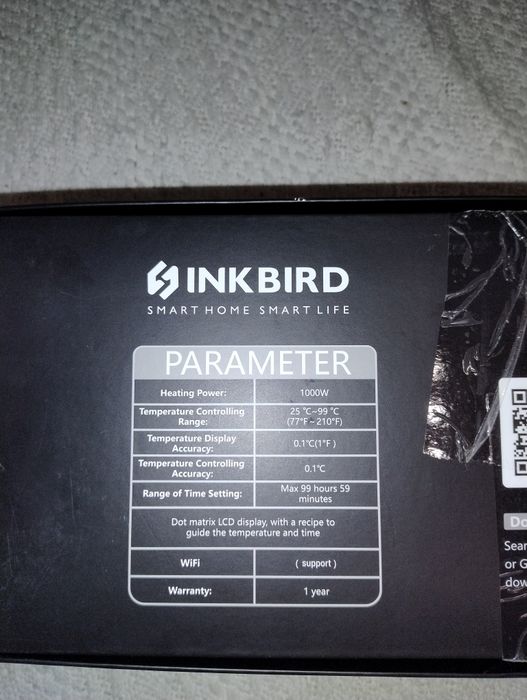 INKBIRD
SMART HOME SMART LIFE
PARAMETER
Heating Power: 1000W
Temperature Controlling Range: 25 ℃~99 ℃ (77°F ~ 210°F)
Temperature Display Accuracy: 0.1℃(1°F )
Temperature Controlling Accuracy: 0.1℃
Range of Time Setting: Max 99 hours 59 minutes
Dot matrix LCD display, with a recipe to
guide the temperature and time
WiFi ( support )
Warranty: 1 year
or G